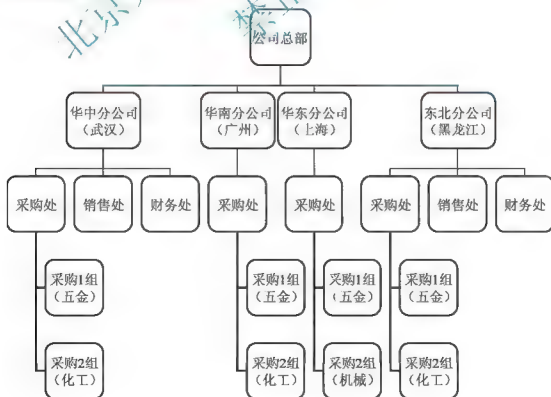 北京
禁止
公司总部
华中分公司
(武汉)
华南分公司
(广州)
华东分公司
(上海)
东北分公司
(黑龙江)
采购处
销售处
财务处
采购处
采购处
采购处
销售处
财务处
采购1组
(五金)
采购1组
(五金)
采购1组
(五金)
采购1组
(五金)
采购2组
(化工)
采购2组
(化工)
采购2组
(机械)
采购2组
(化工)